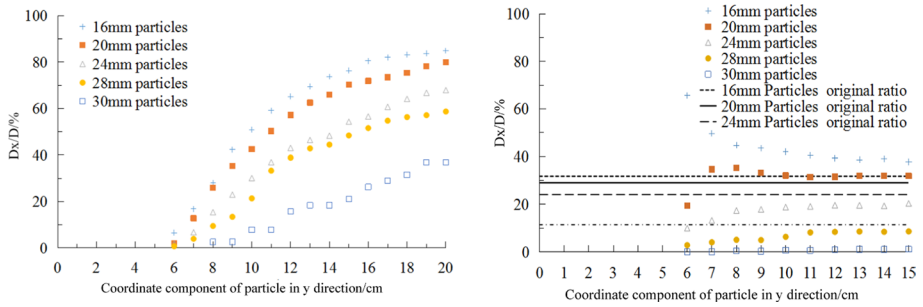 100
80
60
40
20
0
Dx/D/%
16mm particles
20mm particles
24mm particles
28mm particles
30mm particles
0 2 4 6 8 10 12 14 16 18 20
Coordinate component of particle in y direction/cm
100
80
60
40
20
0
Dx/D/%
16mm particles
20mm particles
24mm particles
28mm particles
30mm particles
16mm Particles original ratio
20mm Particles original ratio
24mm Particles original ratio
0 1 2 3 4 5 6 7 8 9 10 11 12 13 14 15
Coordinate component of particle in y direction/cm